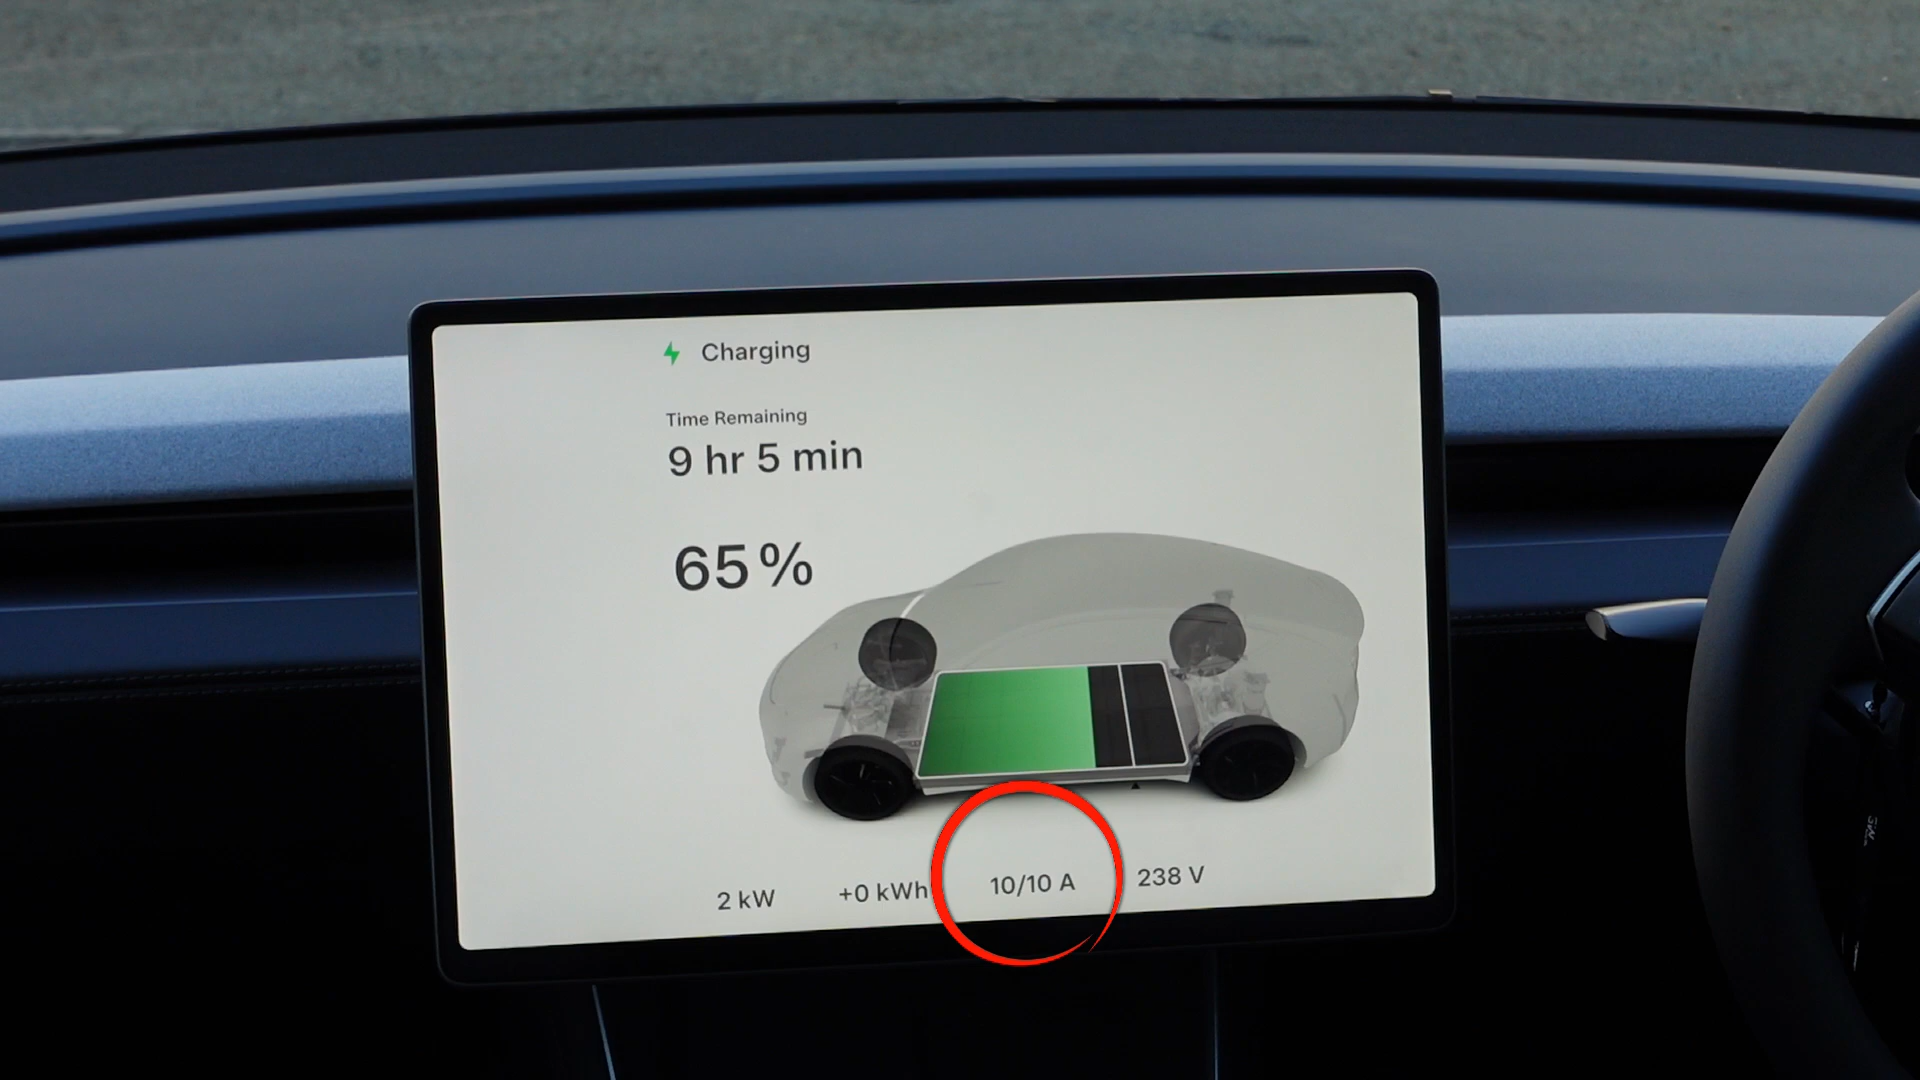 Charging
Time Remaining
9 hr 5 min
65%
2 kW +0 kWh 10/10 A 238 V